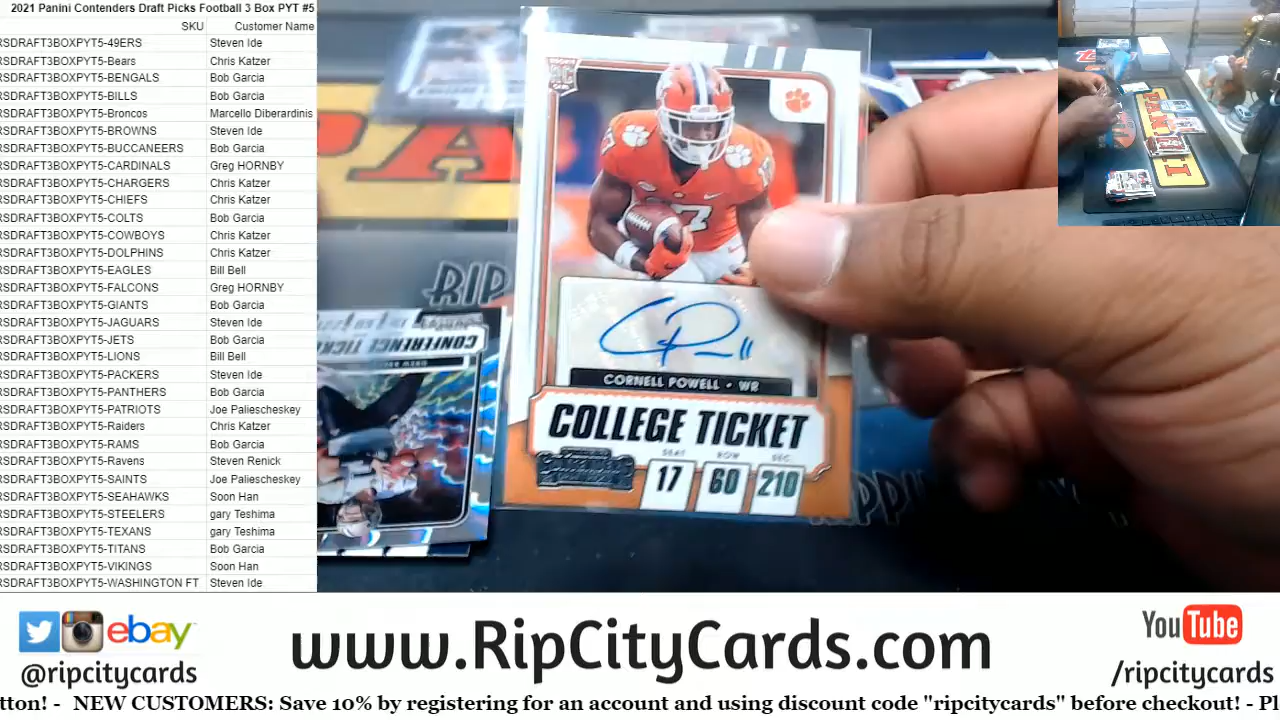 2021 Panini Contenders Draft Picks Football 3 Box PYT #5
SKU Customer Name
RSDRAFT3BOXPYT5-49ERS Steven Ide
RSDRAFT3BOXPYT5-Bears Chris Katzer
RSDRAFT3BOXPYT5-BENGALS Bob Garcia
RSDRAFT3BOXPYT5-BILLS Bob Garcia
RSDRAFT3BOXPYT5-Broncos Marcello Diberardinis
RSDRAFT3BOXPYT5-BROWNS Steven Ide
RSDRAFT3BOXPYT5-BUCCANEERS Bob Garcia
RSDRAFT3BOXPYT5-CARDINALS Greg HORNBY
RSDRAFT3BOXPYT5-CHARGERS Chris Katzer
RSDRAFT3BOXPYT5-CHIEFS Chris Katzer
RSDRAFT3BOXPYT5-COLTS Bob Garcia
RSDRAFT3BOXPYT5-COWBOYS Chris Katzer
RSDRAFT3BOXPYT5-DOLPHINS Chris Katzer
RSDRAFT3BOXPYT5-EAGLES Bill Bell
RSDRAFT3BOXPYT5-FALCONS Greg HORNBY
RSDRAFT3BOXPYT5-GIANTS Bob Garcia
RSDRAFT3BOXPYT5-JAGUARS Steven Ide
RSDRAFT3BOXPYT5-JETS Bob Garcia
RSDRAFT3BOXPYT5-LIONS Bill Bell
RSDRAFT3BOXPYT5-PACKERS Steven Ide
RSDRAFT3BOXPYT5-PANTHERS Bob Garcia
RSDRAFT3BOXPYT5-PATRIOTS Joe Paliescheskey
RSDRAFT3BOXPYT5-Raiders Chris Katzer
RSDRAFT3BOXPYT5-RAMS Bob Garcia
RSDRAFT3BOXPYT5-Ravens Steven Renick
RSDRAFT3BOXPYT5-SAINTS Joe Paliescheskey
RSDRAFT3BOXPYT5-SEAHAWKS Soon Han
RSDRAFT3BOXPYT5-STEELERS gary Teshima
RSDRAFT3BOXPYT5-TEXANS gary Teshima
RSDRAFT3BOXPYT5-TITANS Bob Garcia
RSDRAFT3BOXPYT5-VIKINGS Soon Han
RSDRAFT3BOXPYT5-WASHINGTON FT Steven Ide
RC
17
CORNELL POWELL • WR
COLLEGE TICKET
SEAT ROW SEC.
17 60 210
RIP
CONFERENCE TICKET
ebay
@ripcitycards
www.RipCityCards.com
YouTube
/ripcitycards
tton! - NEW CUSTOMERS: Save 10% by registering for an account and using discount code "ripcitycards" before checkout! - Pl